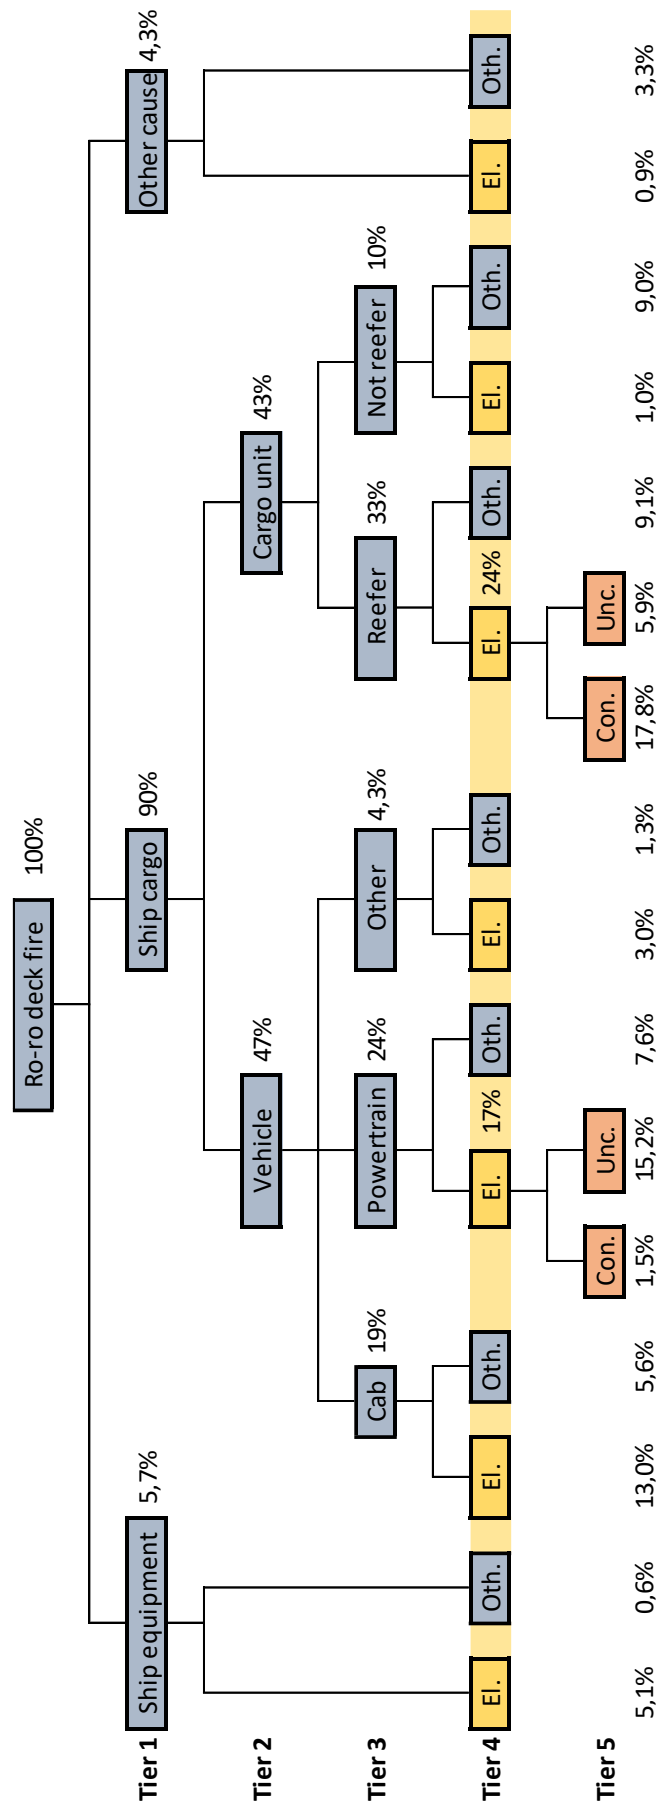 Ro-ro deck fire 100%
Tier 1
Ship equipment 5,7%
Ship cargo 90%
Other cause 4,3%
Tier 2
Vehicle 47%
Cargo unit 43%
Tier 3
Cab 19%
Powertrain 24%
Other 4,3%
Reefer 33%
Not reefer 10%
Tier 4
El. Oth. El. Oth. El. 17% Oth. El. Oth. El. 24% Oth. El. Oth. El. Oth.
Tier 5
Con. Unc. Con. Unc.
5,1% 0,6% 13,0% 5,6% 1,5% 15,2% 7,6% 3,0% 1,3% 17,8% 5,9% 9,1% 1,0% 9,0% 0,9% 3,3%